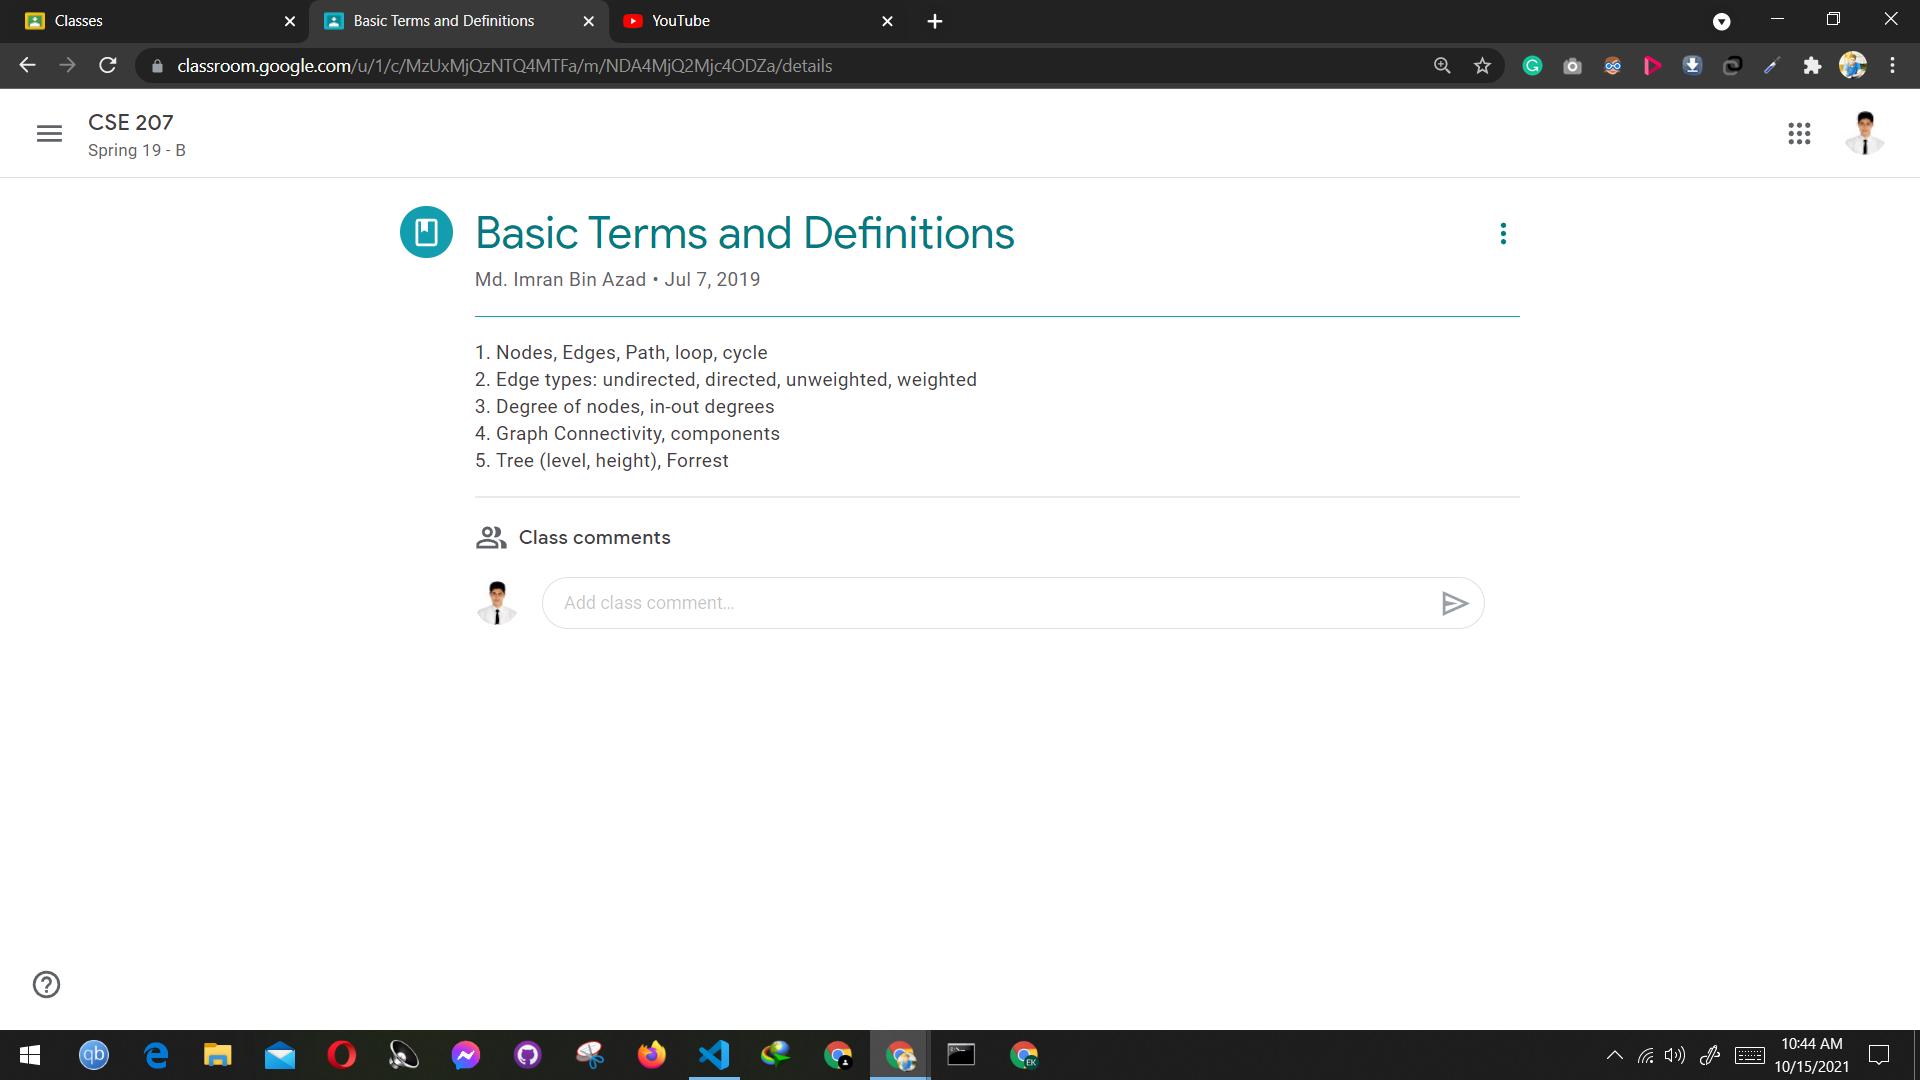 Classes
Basic Terms and Definitions
YouTube
classroom.google.com/u/1/c/MzUxMjQzNTQ4MTFa/m/NDA4MjQ2Mjc4ODZa/details
CSE 207
Spring 19 - B
Basic Terms and Definitions
Md. Imran Bin Azad • Jul 7, 2019
1. Nodes, Edges, Path, loop, cycle
2. Edge types: undirected, directed, unweighted, weighted
3. Degree of nodes, in-out degrees
4. Graph Connectivity, components
5. Tree (level, height), Forrest
Class comments
Add class comment...
qb
EK
10:44 AM
10/15/2021